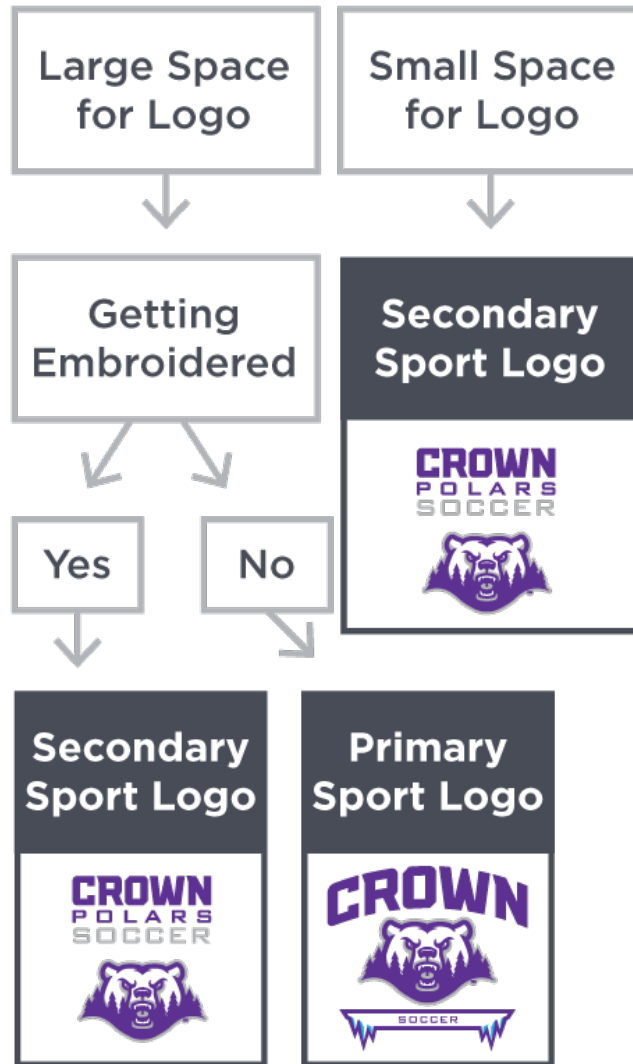 Large Space
for Logo
Small Space
for Logo
Getting
Embroidered
Secondary
Sport Logo
CROWN
POLARS
SOCCER
Yes
No
Secondary
Sport Logo
CROWN
POLARS
SOCCER
Primary
Sport Logo
CROWN
SOCCER